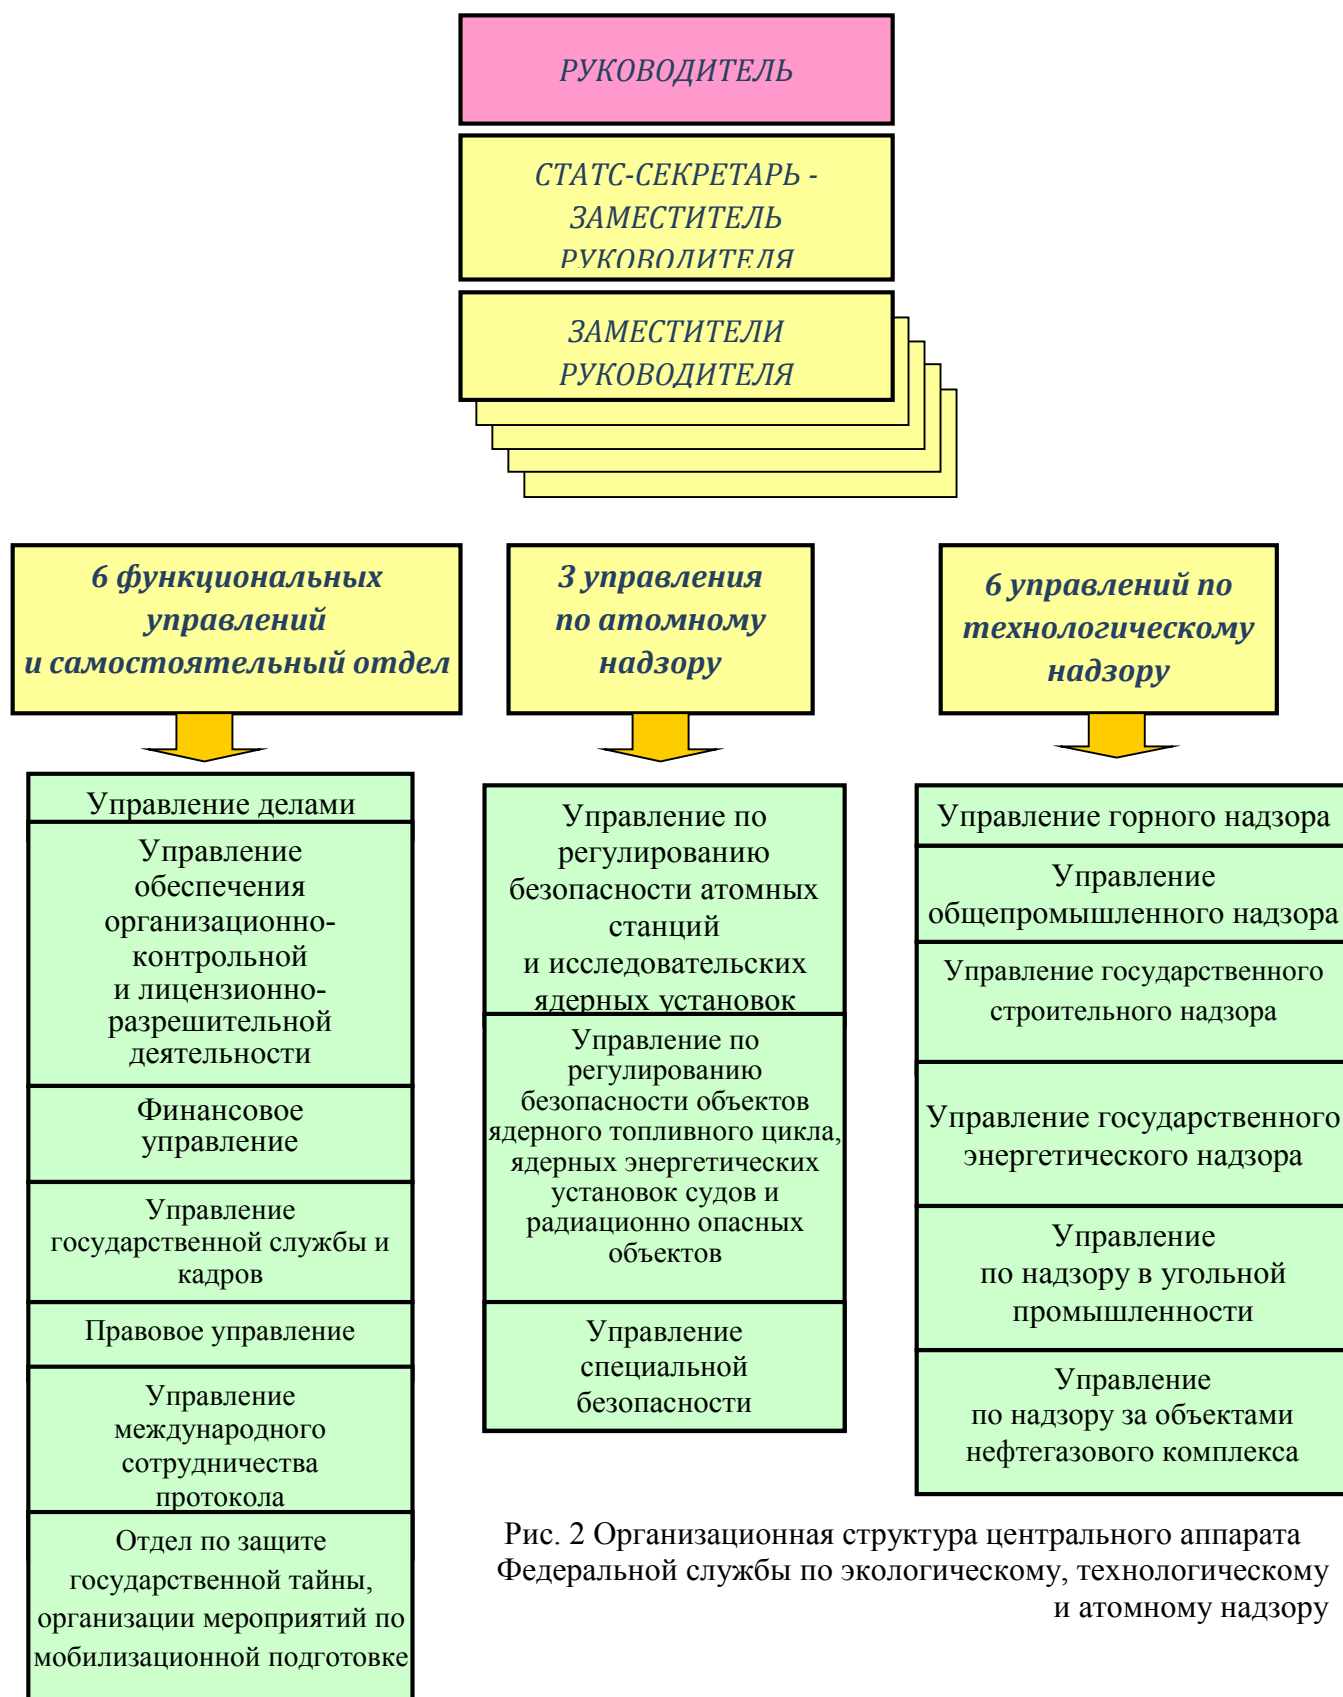 РУКОВОДИТЕЛЬ
СТАТС-СЕКРЕТАРЬ -
ЗАМЕСТИТЕЛЬ
РУКОВОДИТЕЛЯ
ЗАМЕСТИТЕЛИ
РУКОВОДИТЕЛЯ
6 функциональных
управлений
и самостоятельный отдел
3 управления
по атомному
надзору
6 управлений по
технологическому
надзору
Управление делами
Управление
обеспечения
организационно-
контрольной
и лицензионно-
разрешительной
деятельности
Финансовое
управление
Управление
государственной службы и
кадров
Правовое управление
Управление
международного
сотрудничества
протокола
Отдел по защите
государственной тайны,
организации мероприятий по
мобилизационной подготовке
Управление по
регулированию
безопасности атомных
станций
и исследовательских
ядерных установок
Управление по
регулированию
безопасности объектов
ядерного топливного цикла,
ядерных энергетических
установок судов и
радиационно опасных
объектов
Управление
специальной
безопасности
Управление горного надзора
Управление
общепромышленного надзора
Управление государственного
строительного надзора
Управление государственного
энергетического надзора
Управление
по надзору в угольной
промышленности
Управление
по надзору за объектами
нефтегазового комплекса
Рис. 2 Организационная структура центрального аппарата
Федеральной службы по экологическому, технологическому
и атомному надзору